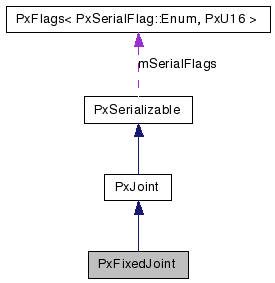 PxFlags< PxSerialFlag::Enum, PxU16 >
mSerialFlags
PxSerializable
PxJoint
PxFixedJoint